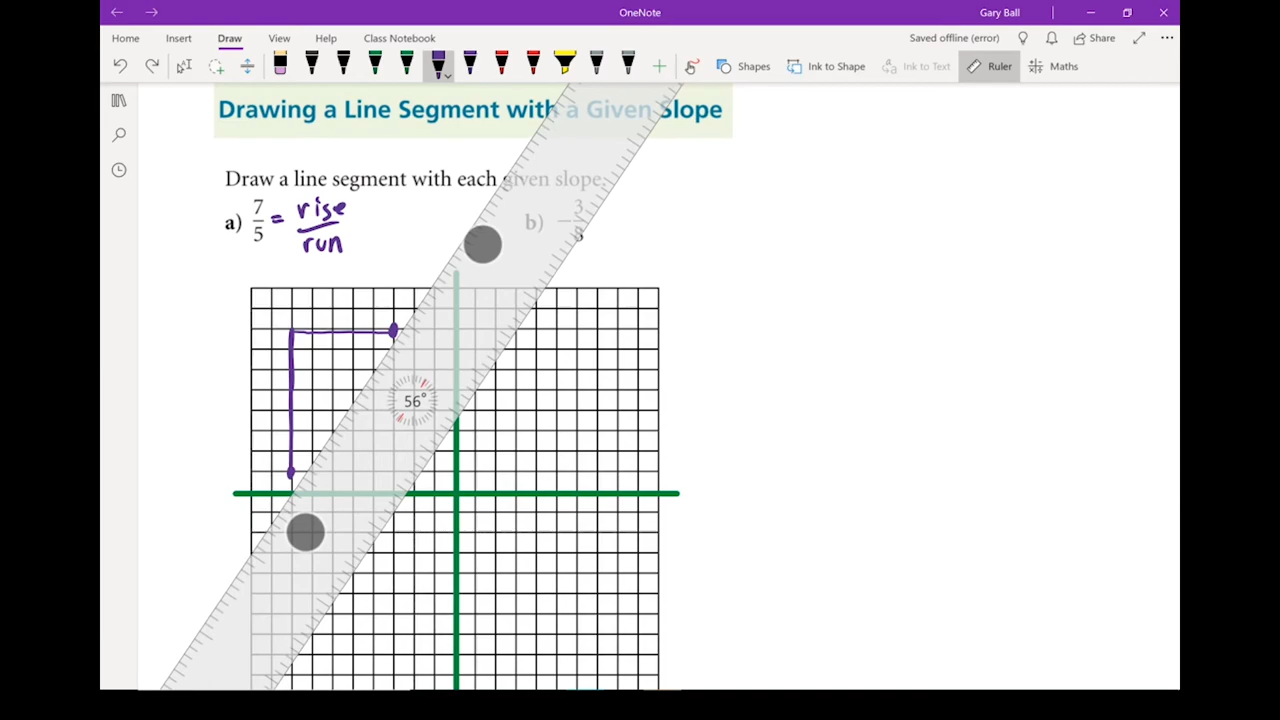 OneNote
Gary Ball
Home Insert Draw View Help Class Notebook
Saved offline (error)
Share
Shapes Ink to Shape Ink to Text Ruler Maths
Drawing a Line Segment with a Given Slope
Draw a line segment with each given slope.
a) 7/5 = rise/run
b) -3/8
56°